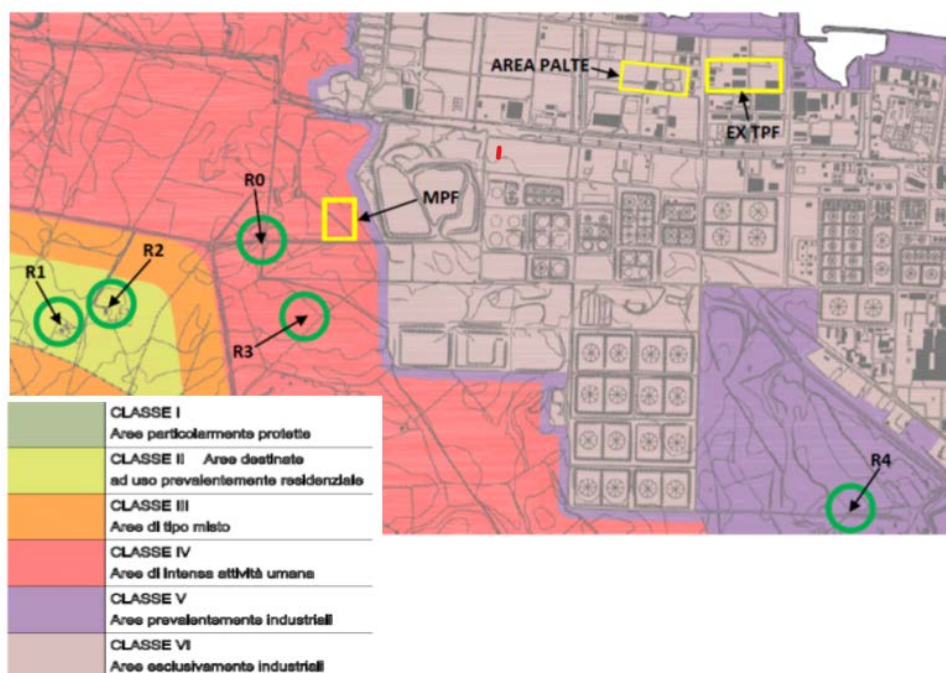 AREA PALTE
EX TPF
R0
MPF
R2
R1
R3
R4
CLASSE I
Aree particolarmente protette
CLASSE II Aree destinate
ad uso prevalentemente residenziale
CLASSE III
Aree di tipo misto
CLASSE IV
Aree di intensa attività umana
CLASSE V
Aree prevalentemente industriali
CLASSE VI
Aree esclusivamente industriali